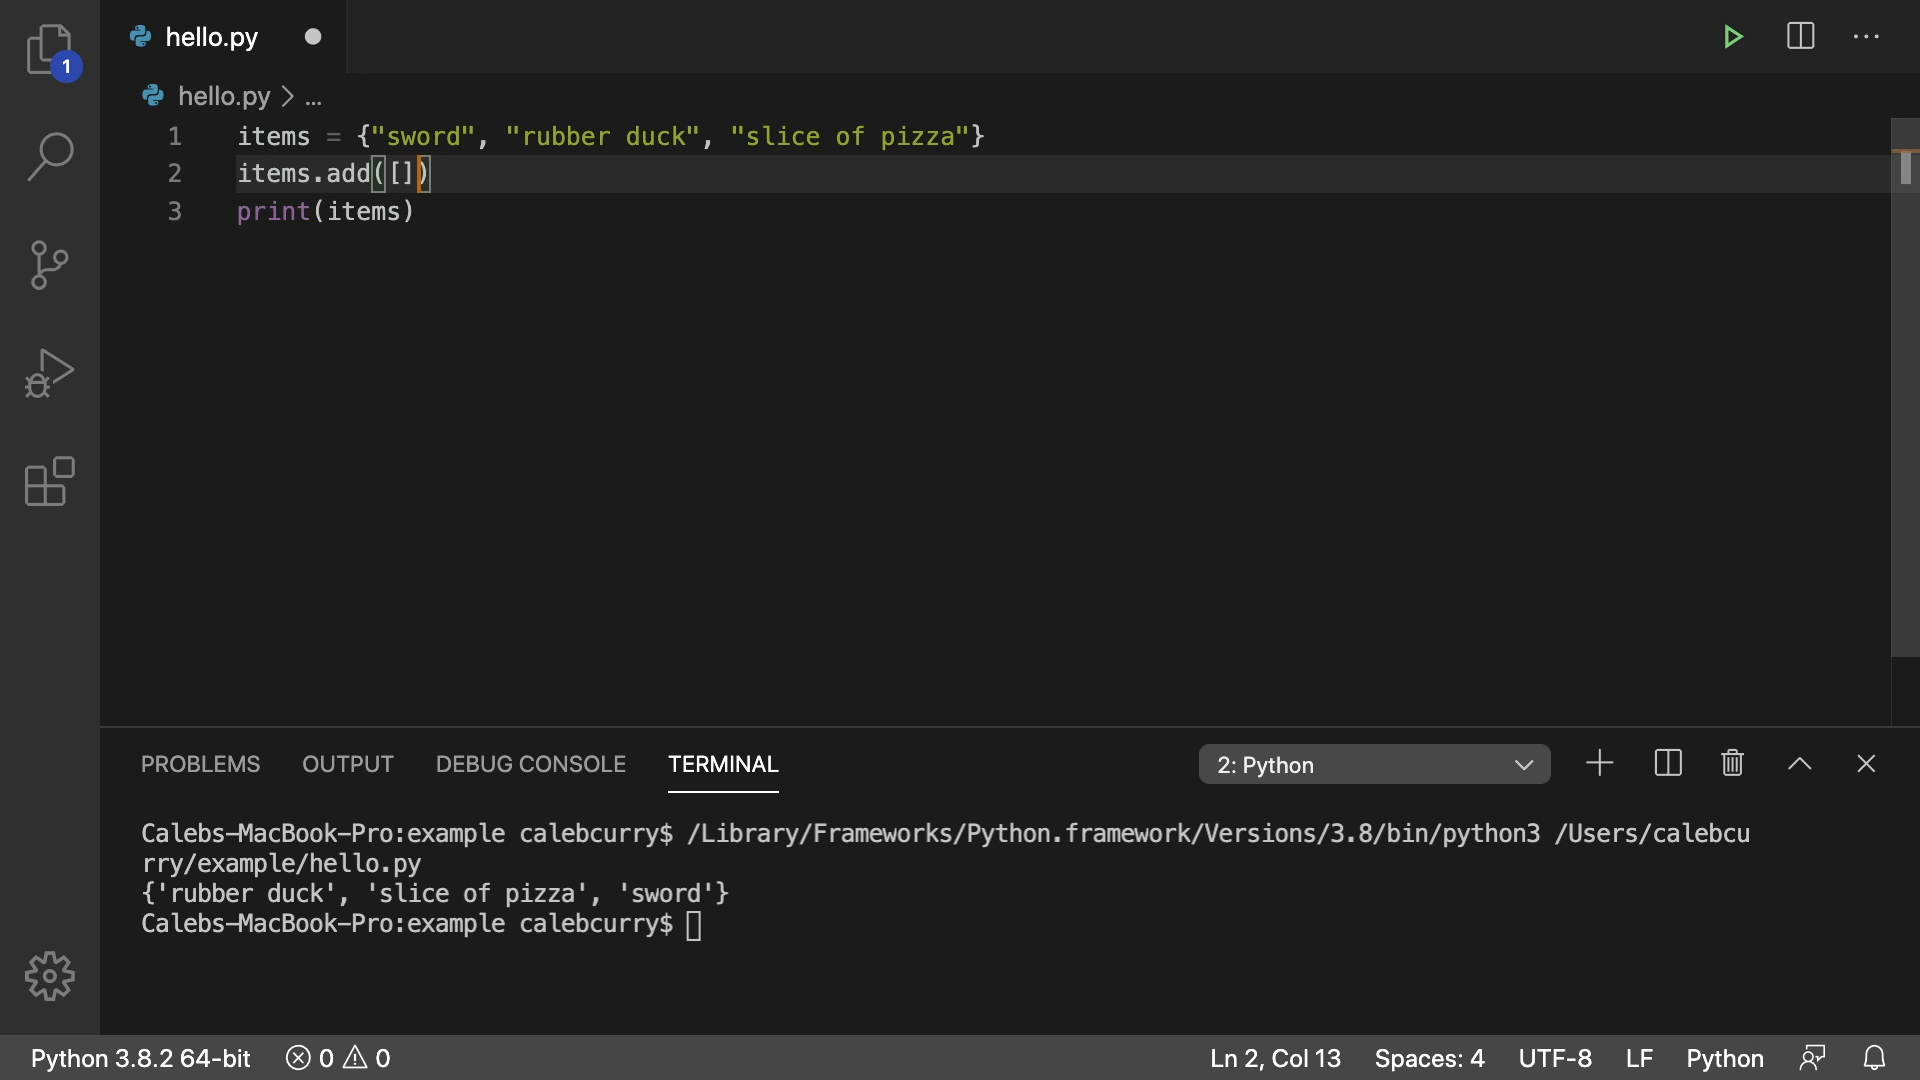 1
hello.py
hello.py > ...
1 items = {"sword", "rubber duck", "slice of pizza"}
2 items.add([])
3 print(items)
PROBLEMS OUTPUT DEBUG CONSOLE TERMINAL 2: Python
Calebs-MacBook-Pro:example calebcurry$ /Library/Frameworks/Python.framework/Versions/3.8/bin/python3 /Users/calebcu
rry/example/hello.py
{'rubber duck', 'slice of pizza', 'sword'}
Calebs-MacBook-Pro:example calebcurry$
Python 3.8.2 64-bit 0 0 Ln 2, Col 13 Spaces: 4 UTF-8 LF Python